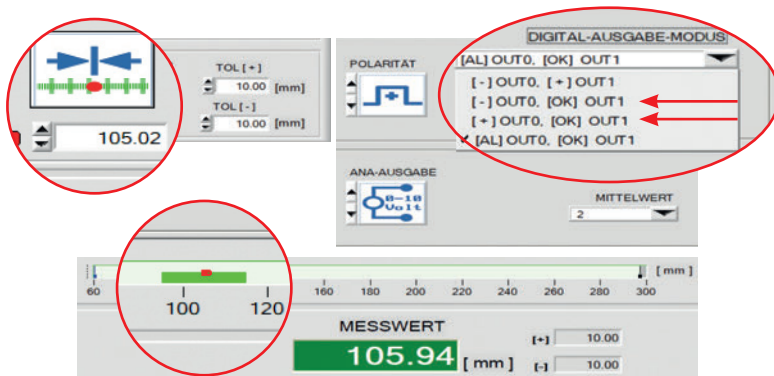 TOL [+]
10.00 [mm]
TOL [-]
10.00 [mm]
105.02
DIGITAL-AUSGABE-MODUS
[AL] OUT0, [OK] OUT1
[-] OUT0, [+] OUT1
[-] OUT0, [OK] OUT1
[+] OUT0, [OK] OUT1
✔ [AL] OUT0, [OK] OUT1
POLARITÄT
ANA-AUSGABE
0-10
Volt
MITTELWERT
2
[mm]
60 100 120 160 180 200 220 240 260 280 300
MESSWERT
105.94 [mm]
[+] 10.00
[-] 10.00